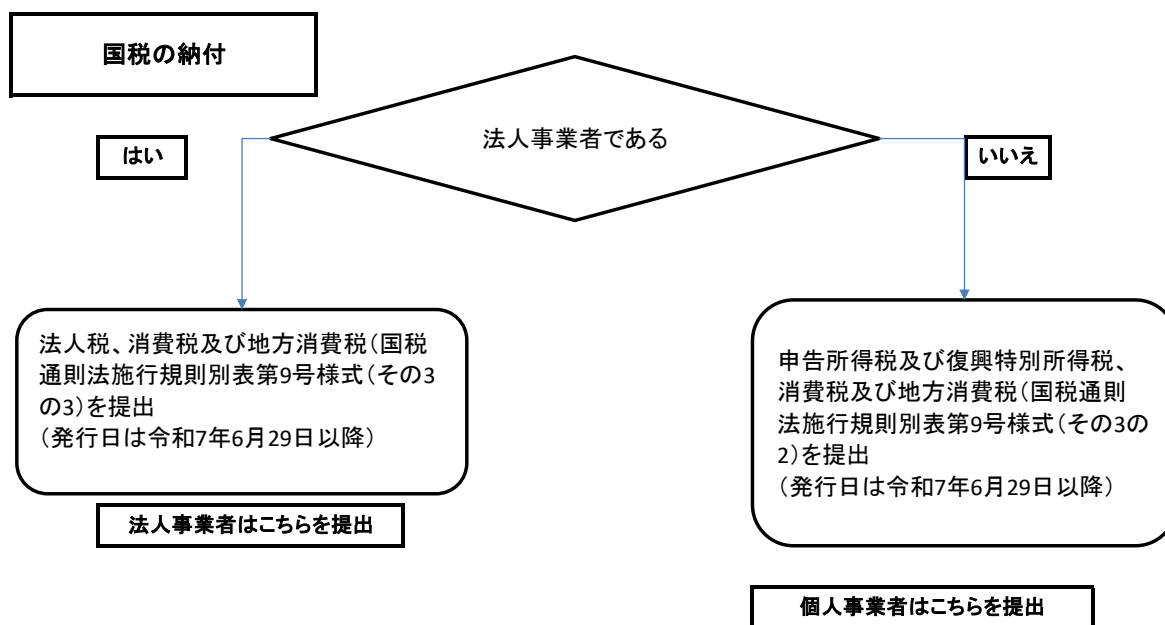 国税の納付
法人事業者である
はい
いいえ
法人税、消費税及び地方消費税(国税
通則法施行規則別表第9号様式(その3
の3)を提出
(発行日は令和7年6月29日以降)
法人事業者はこちらを提出
申告所得税及び復興特別所得税、
消費税及び地方消費税(国税通則
法施行規則別表第9号様式(その3の
2)を提出
(発行日は令和7年6月29日以降)
個人事業者はこちらを提出